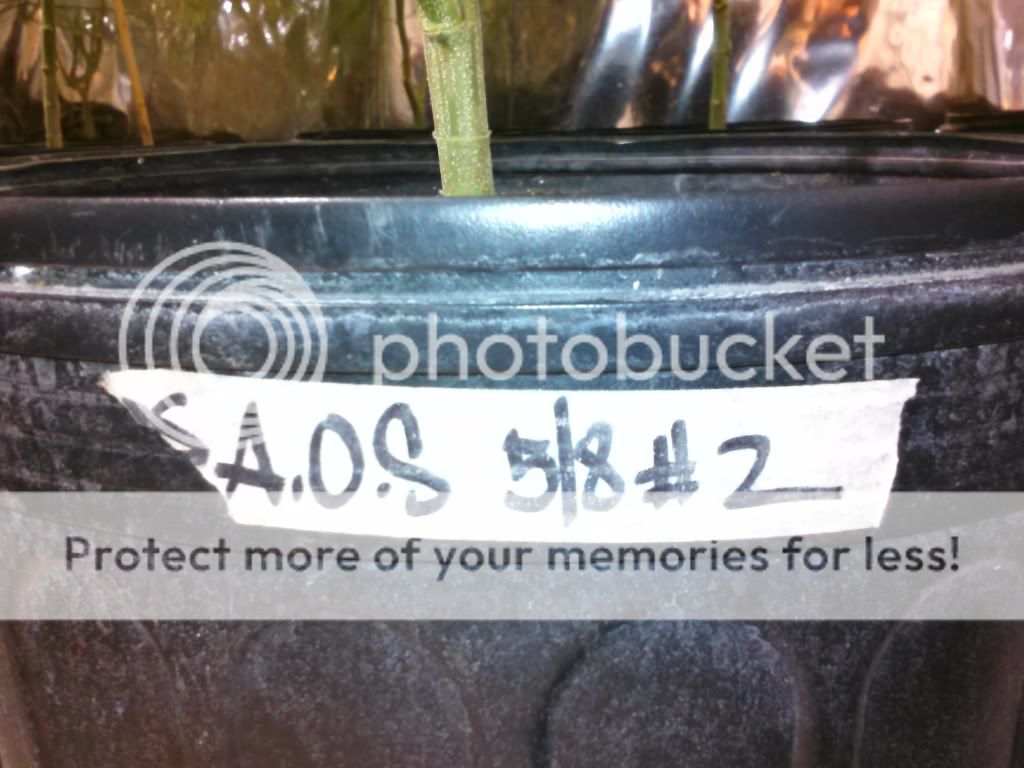 photobucket
S A.O.S 5/8 #2
Protect more of your memories for less!